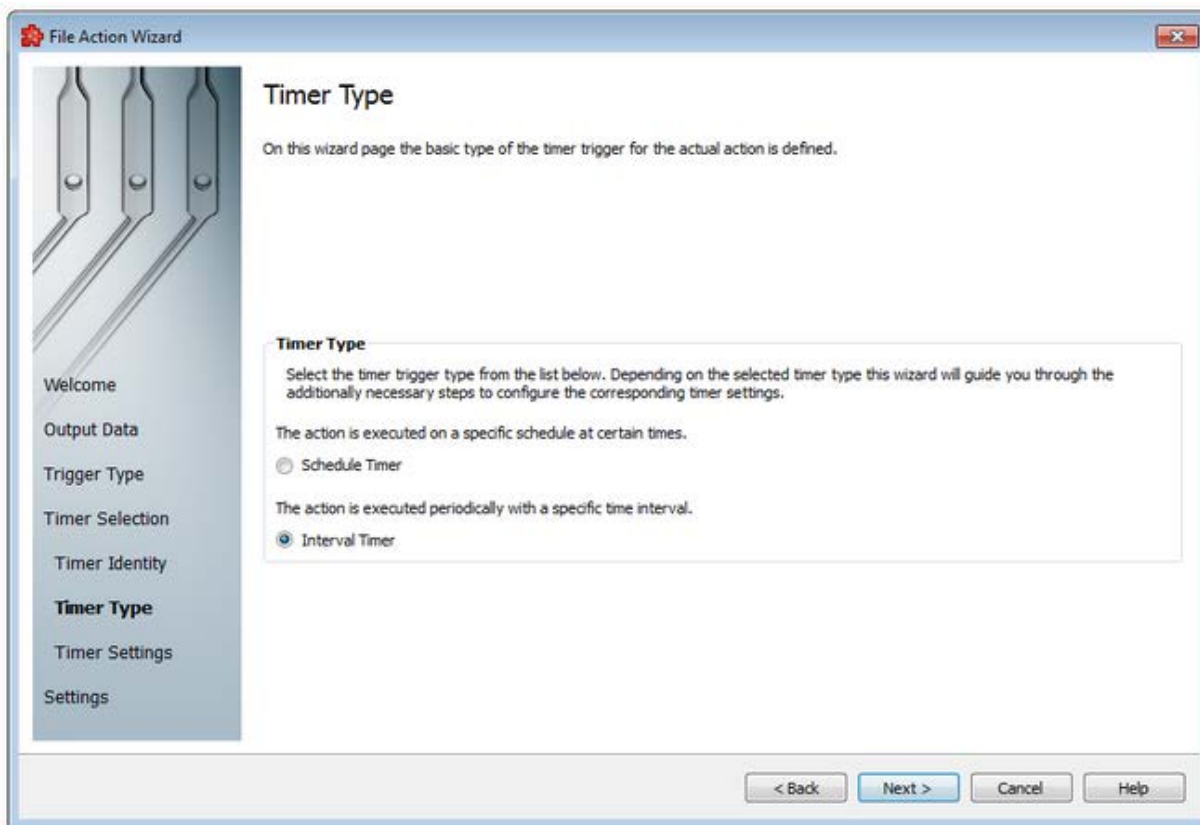 File Action Wizard
Timer Type
On this wizard page the basic type of the timer trigger for the actual action is defined.
Welcome
Output Data
Trigger Type
Timer Selection
Timer Identity
Timer Type
Timer Settings
Settings
Timer Type
Select the timer trigger type from the list below. Depending on the selected timer type this wizard will guide you through the
additionally necessary steps to configure the corresponding timer settings.
The action is executed on a specific schedule at certain times.
Schedule Timer
The action is executed periodically with a specific time interval.
Interval Timer
< Back
Next >
Cancel
Help